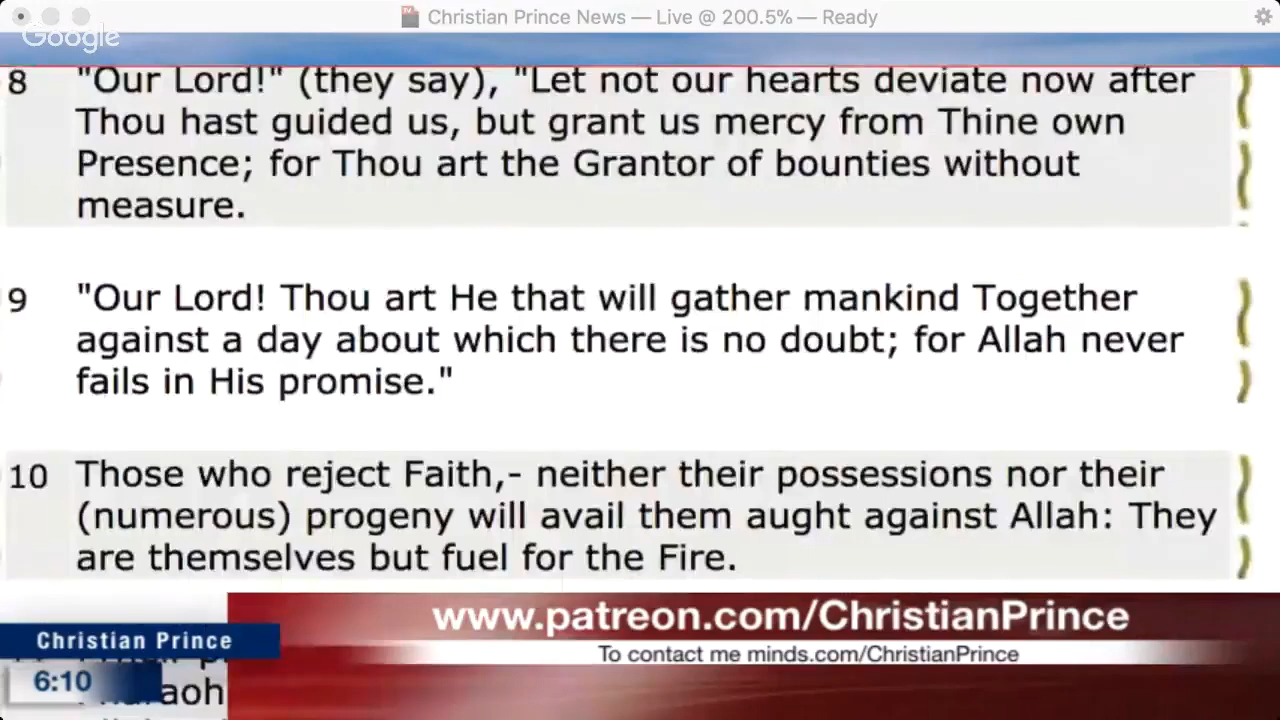 Christian Prince News — Live @ 200.5% — Ready
Google
8 "Our Lord!" (they say), "Let not our hearts deviate now after
Thou hast guided us, but grant us mercy from Thine own
Presence; for Thou art the Grantor of bounties without
measure.
9 "Our Lord! Thou art He that will gather mankind Together
against a day about which there is no doubt; for Allah never
fails in His promise."
10 Those who reject Faith,- neither their possessions nor their
(numerous) progeny will avail them aught against Allah: They
are themselves but fuel for the Fire.
www.patreon.com/ChristianPrince
Christian Prince
To contact me minds.com/ChristianPrince
6:10